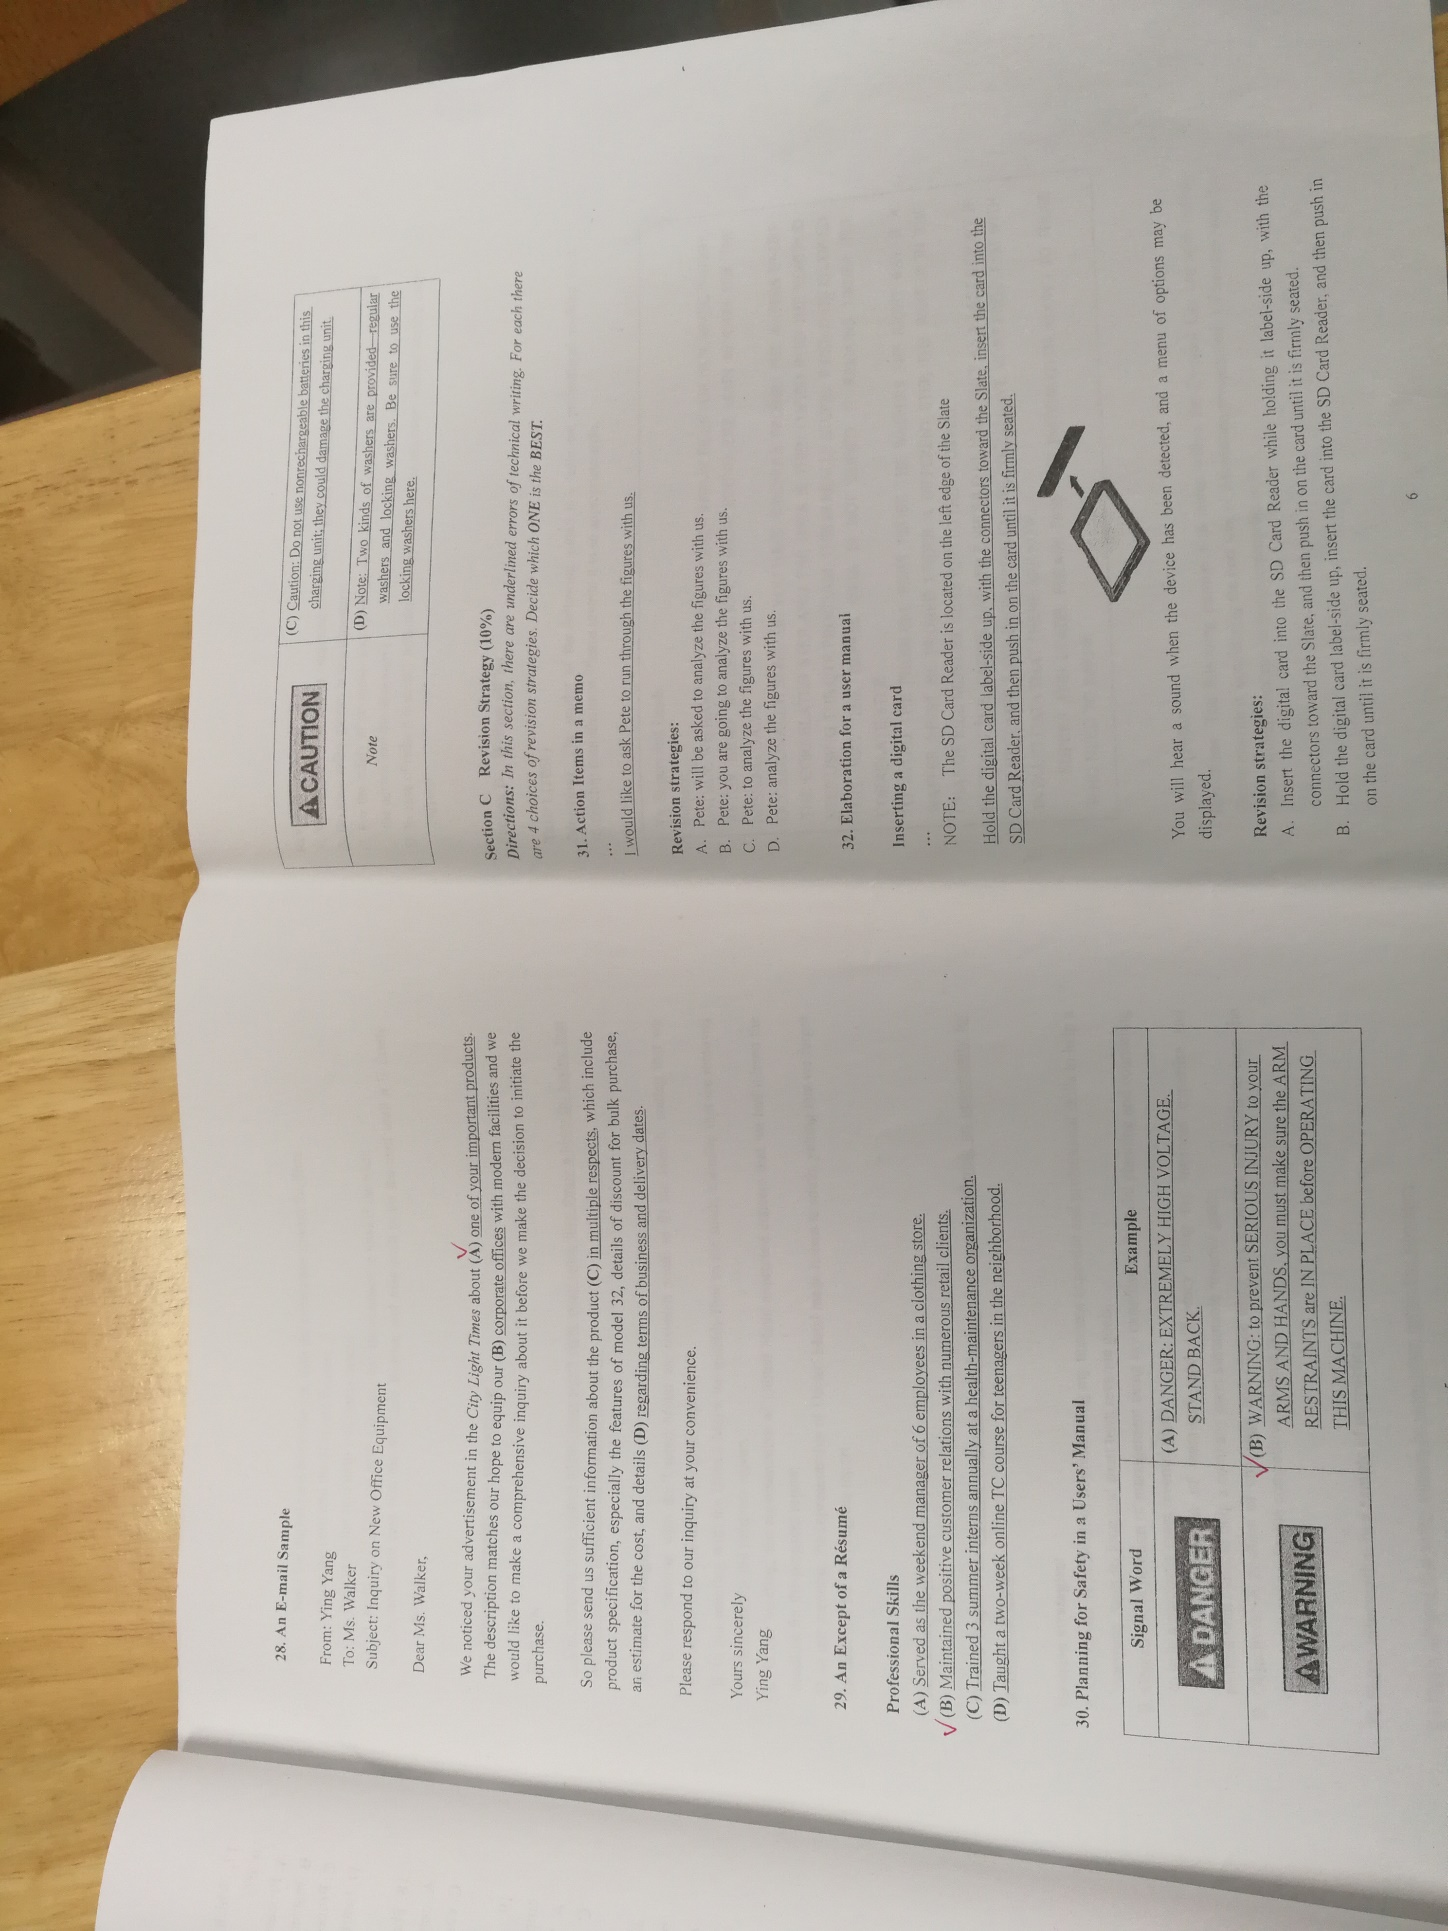 28. An E-mail Sample
From: Ying Yang
To: Ms. Walker
Subject: Inquiry on New Office Equipment
Dear Ms. Walker,
We noticed your advertisement in the City Light Times about (A) one of your important products.
The description matches our hope to equip our (B) corporate offices with modern facilities and we
would like to make a comprehensive inquiry about it before we make the decision to initiate the
purchase.
So please send us sufficient information about the product (C) in multiple respects, which include
product specification, especially the features of model 32, details of discount for bulk purchase,
an estimate for the cost, and details (D) regarding terms of business and delivery dates.
Please respond to our inquiry at your convenience.
Yours sincerely
Ying Yang
29. An Except of a Résumé
Professional Skills
(A) Served as the weekend manager of 6 employees in a clothing store.
(B) Maintained positive customer relations with numerous retail clients.
(C) Trained 3 summer interns annually at a health-maintenance organization.
(D) Taught a two-week online TC course for teenagers in the neighborhood.
30. Planning for Safety in a Users' Manual
Signal Word Example
DANGER (A) DANGER: EXTREMELY HIGH VOLTAGE.
STAND BACK.
WARNING (B) WARNING: to prevent SERIOUS INJURY to your
ARMS AND HANDS, you must make sure the ARM
RESTRAINTS are IN PLACE before OPERATING
THIS MACHINE.
CAUTION (C) Caution: Do not use nonrechargeable batteries in this
charging unit; they could damage the charging unit.
Note (D) Note: Two kinds of washers are provided—regular
washers and locking washers. Be sure to use the
locking washers here.
Section C Revision Strategy (10%)
Directions: In this section, there are underlined errors of technical writing. For each there
are 4 choices of revision strategies. Decide which ONE is the BEST.
31. Action Items in a memo
…
I would like to ask Pete to run through the figures with us.
Revision strategies:
A. Pete: will be asked to analyze the figures with us.
B. Pete: you are going to analyze the figures with us.
C. Pete: to analyze the figures with us.
D. Pete: analyze the figures with us.
32. Elaboration for a user manual
Inserting a digital card
…
NOTE: The SD Card Reader is located on the left edge of the Slate
Hold the digital card label-side up, with the connectors toward the Slate, insert the card into the
SD Card Reader, and then push in on the card until it is firmly seated.
You will hear a sound when the device has been detected, and a menu of options may be
displayed.
Revision strategies:
A. Insert the digital card into the SD Card Reader while holding it label-side up, with the
connectors toward the Slate, and then push in on the card until it is firmly seated.
B. Hold the digital card label-side up, insert the card into the SD Card Reader, and then push in
on the card until it is firmly seated.
6